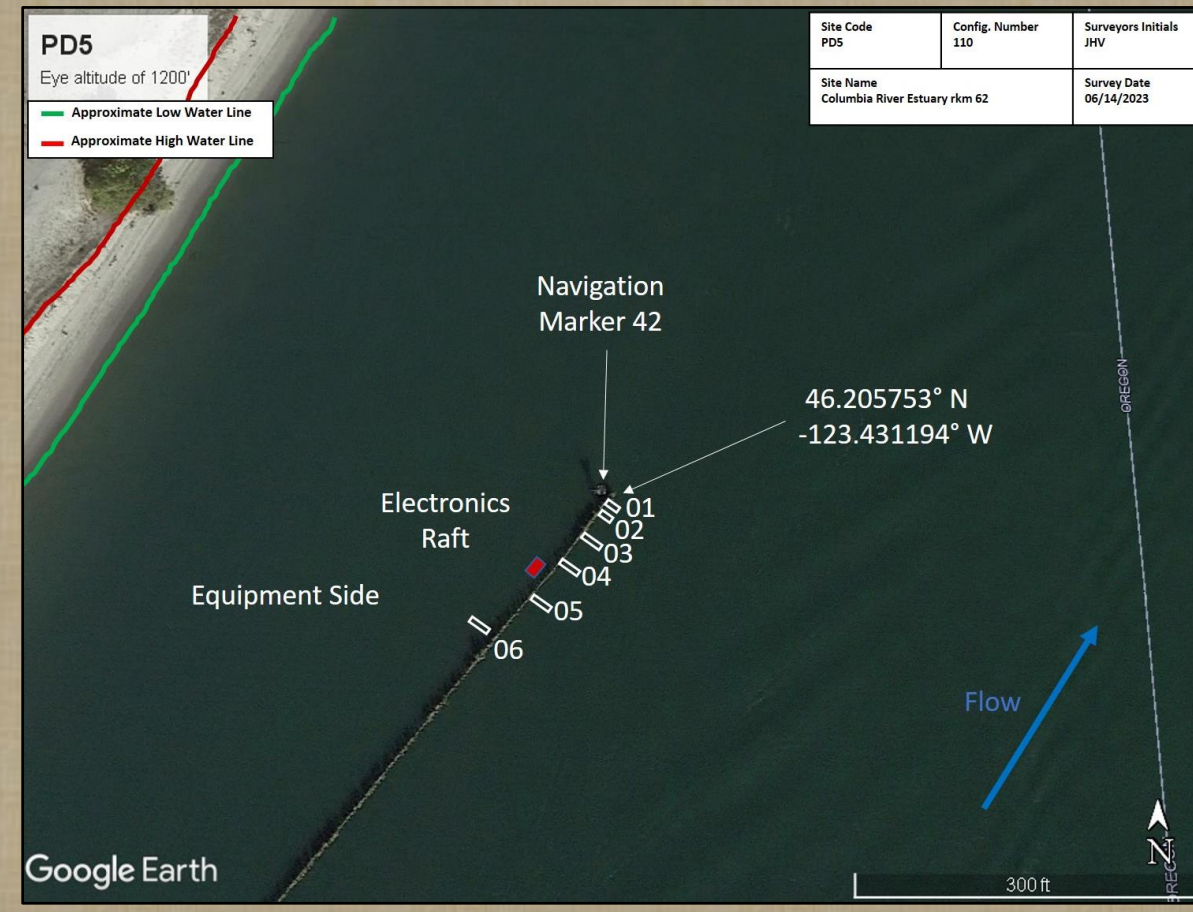 PD5
Eye altitude of 1200'
Approximate Low Water Line
Approximate High Water Line
Site Code
PD5
Config. Number
110
Surveyors Initials
JHV
Site Name
Columbia River Estuary rkm 62
Survey Date
06/14/2023
Navigation
Marker 42
46.205753° N
-123.431194° W
OREGON
Electronics
Raft
01
02
03
04
05
06
Equipment Side
Flow
N
Google Earth
300 ft